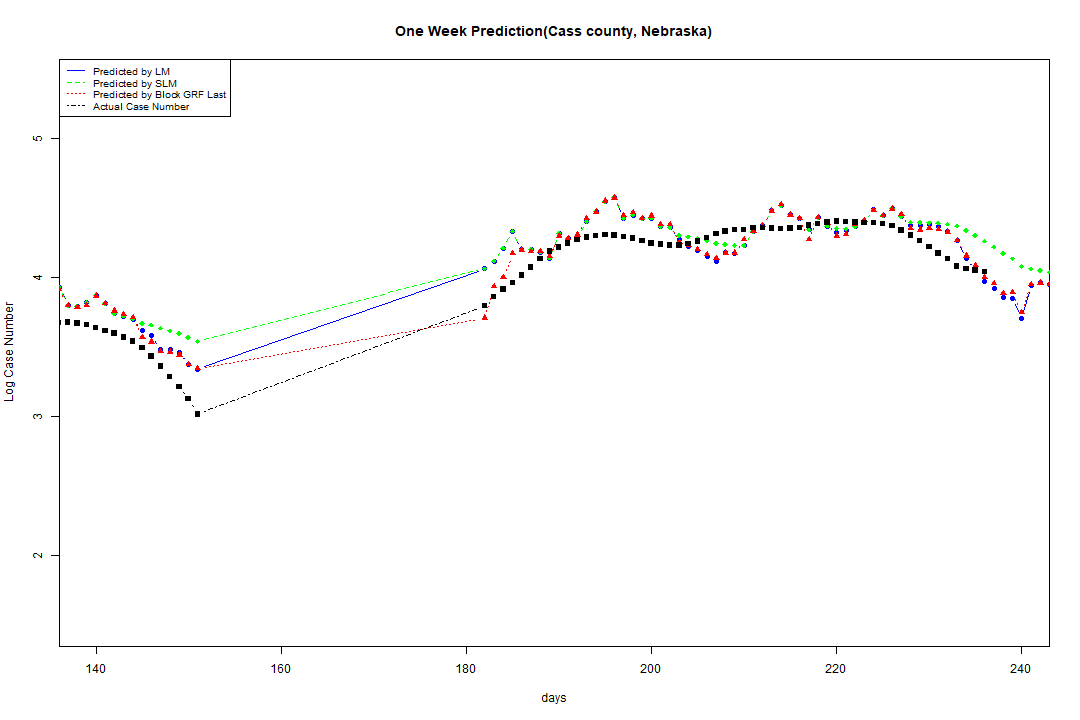 One Week Prediction(Cass county, Nebraska)
Predicted by LM
Predicted by SLM
Predicted by Block GRF Last
Actual Case Number
5
4
3
2
Log Case Number
140 160 180 200 220 240
days